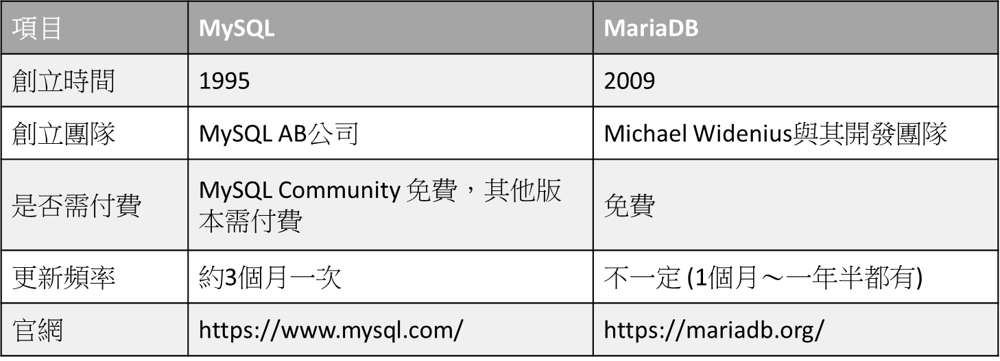 項目 MySQL MariaDB
創立時間 1995 2009
創立團隊 MySQL AB公司 Michael Widenius與其開發團隊
是否需付費 MySQL Community 免費，其他版
本需付費 免費
更新頻率 約3個月一次 不一定 (1個月～一年半都有)
官網 https://www.mysql.com/ https://mariadb.org/